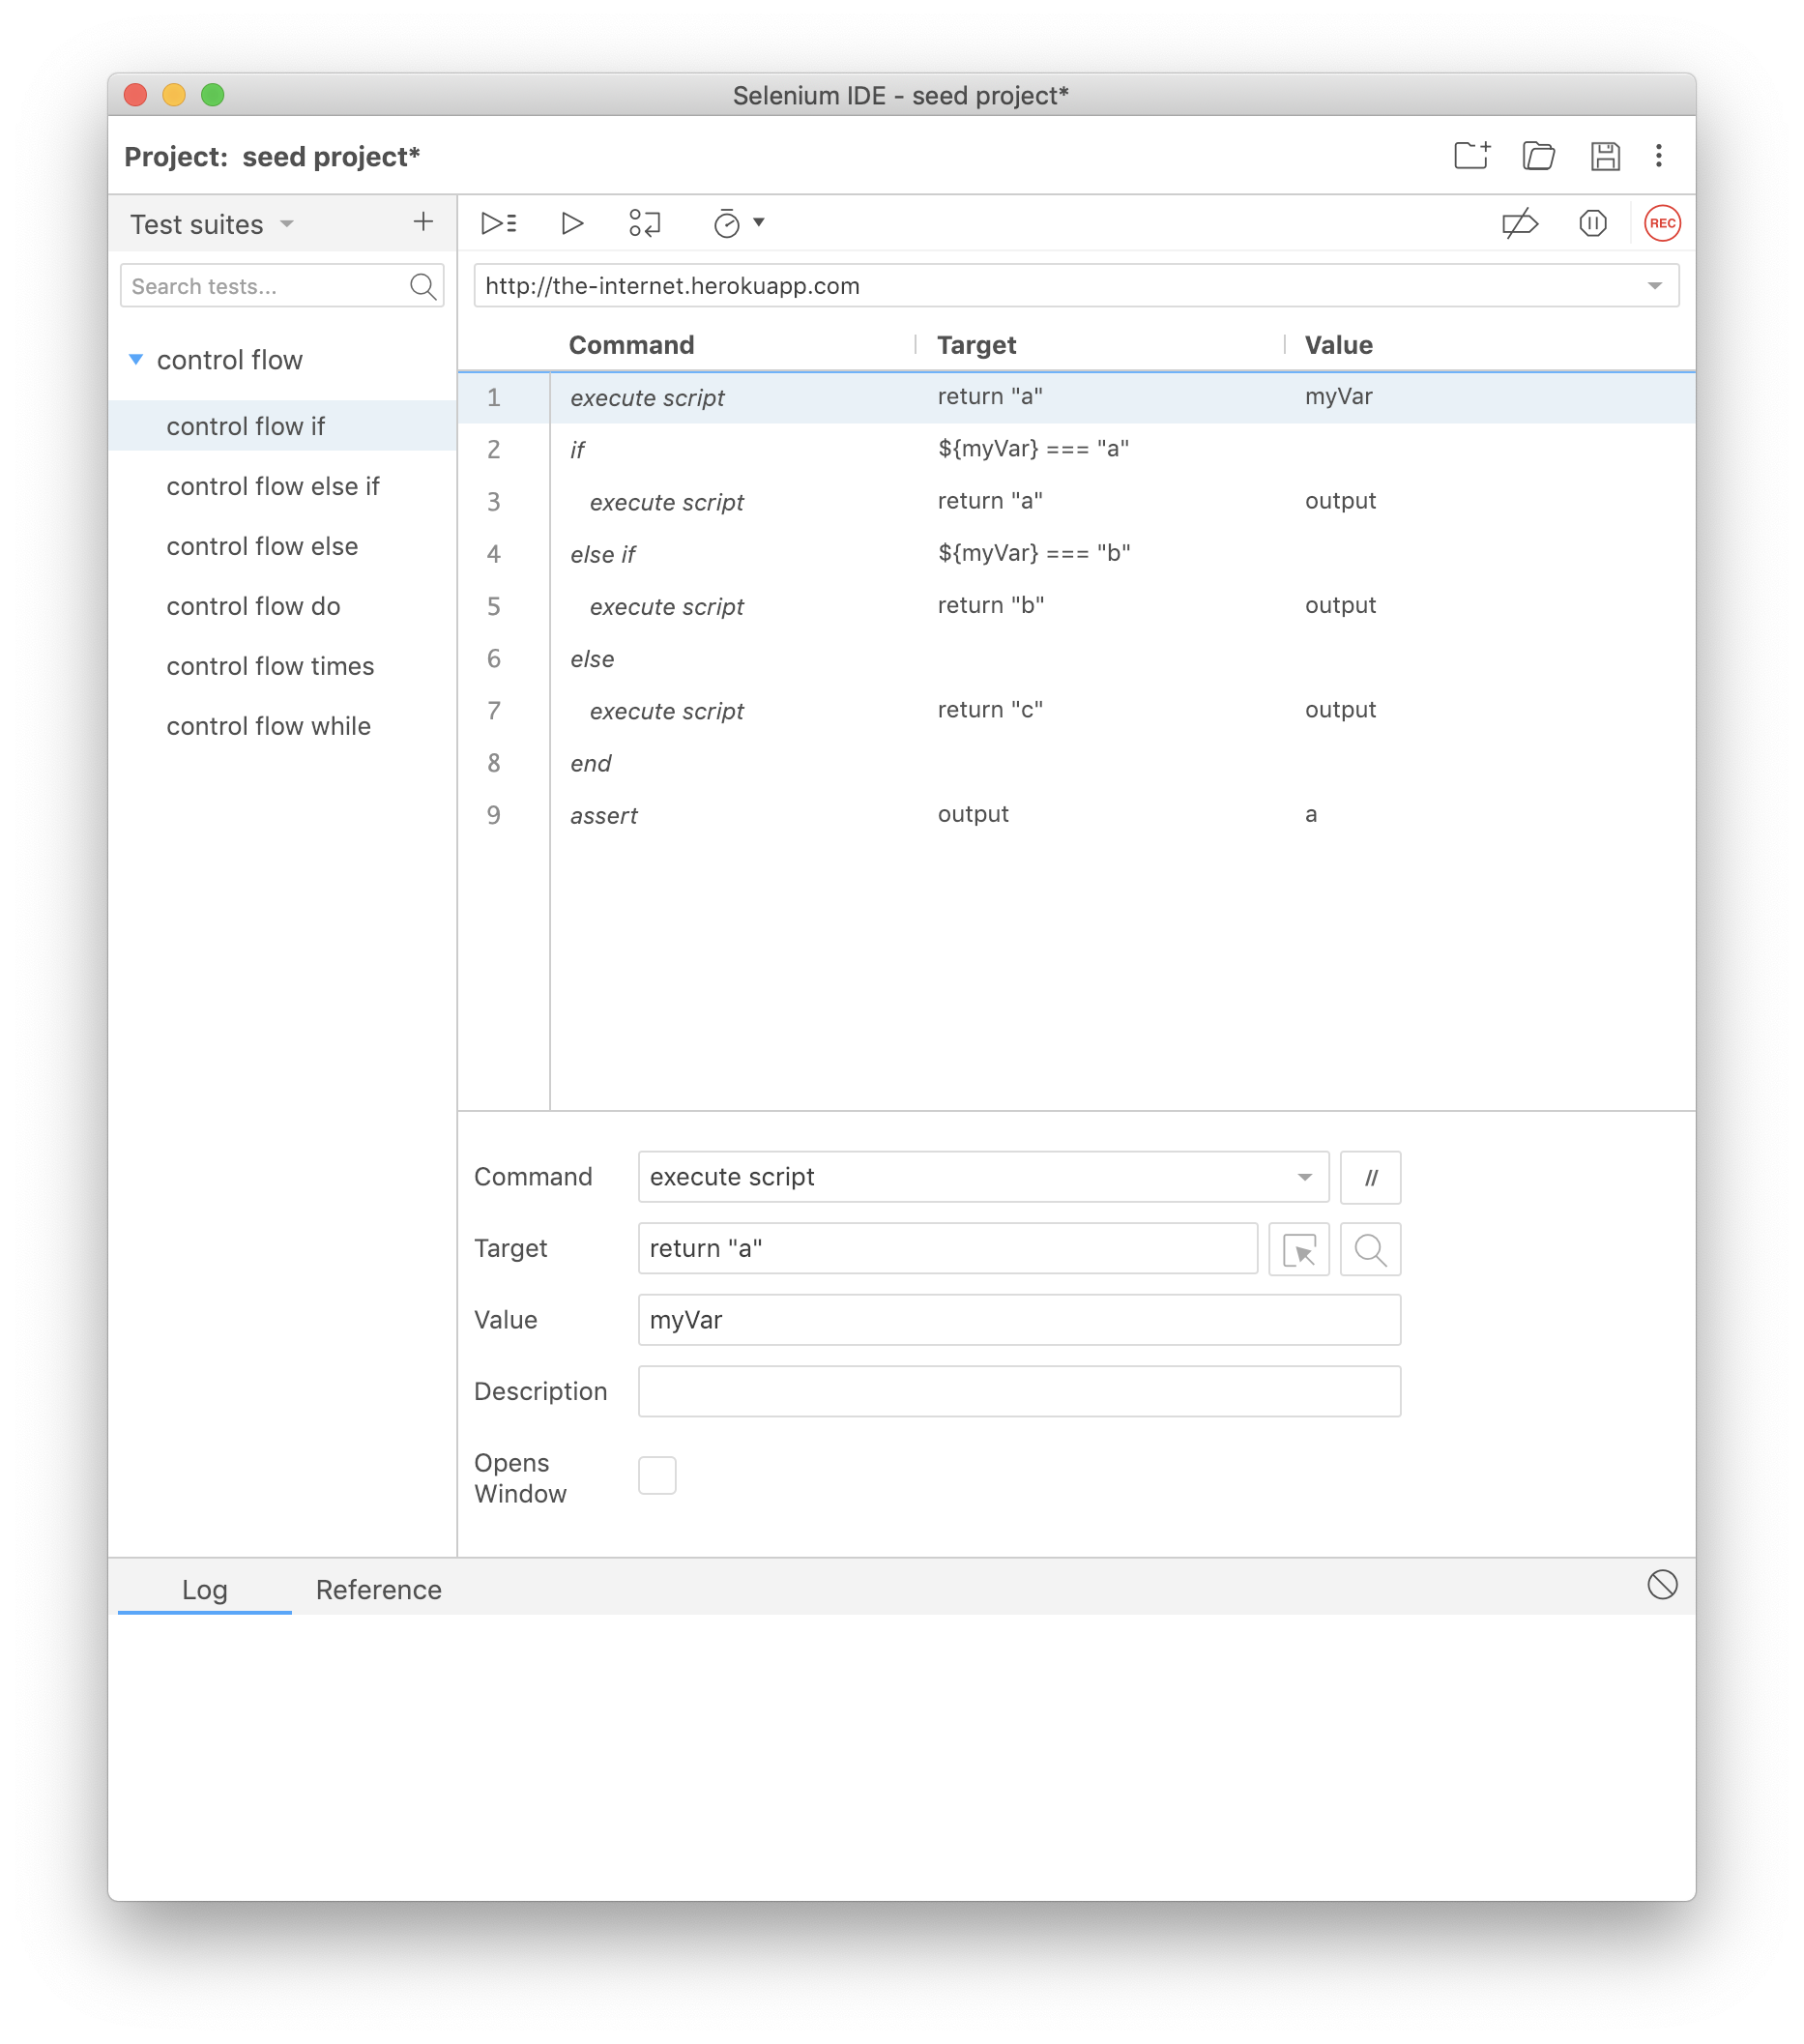 Selenium IDE - seed project*
Project: seed project*
Test suites
Search tests...
control flow
control flow if
control flow else if
control flow else
control flow do
control flow times
control flow while
REC
http://the-internet.herokuapp.com
Command Target Value
1 execute script return "a" myVar
2 if ${myVar} === "a"
3 execute script return "a" output
4 else if ${myVar} === "b"
5 execute script return "b" output
6 else
7 execute script return "c" output
8 end
9 assert output a
Command execute script //
Target return "a"
Value myVar
Description
Opens
Window
Log Reference